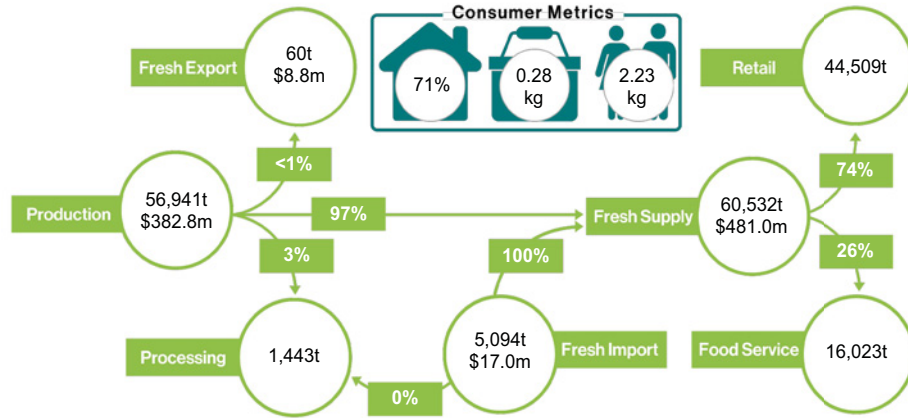 Consumer Metrics
71%
0.28
kg
2.23
kg
Fresh Export
60t
$8.8m
Retail
44,509t
<1%
74%
Production
56,941t
$382.8m
97%
Fresh Supply
60,532t
$481.0m
3%
100%
26%
Processing
1,443t
0%
5,094t
$17.0m
Fresh Import
Food Service
16,023t